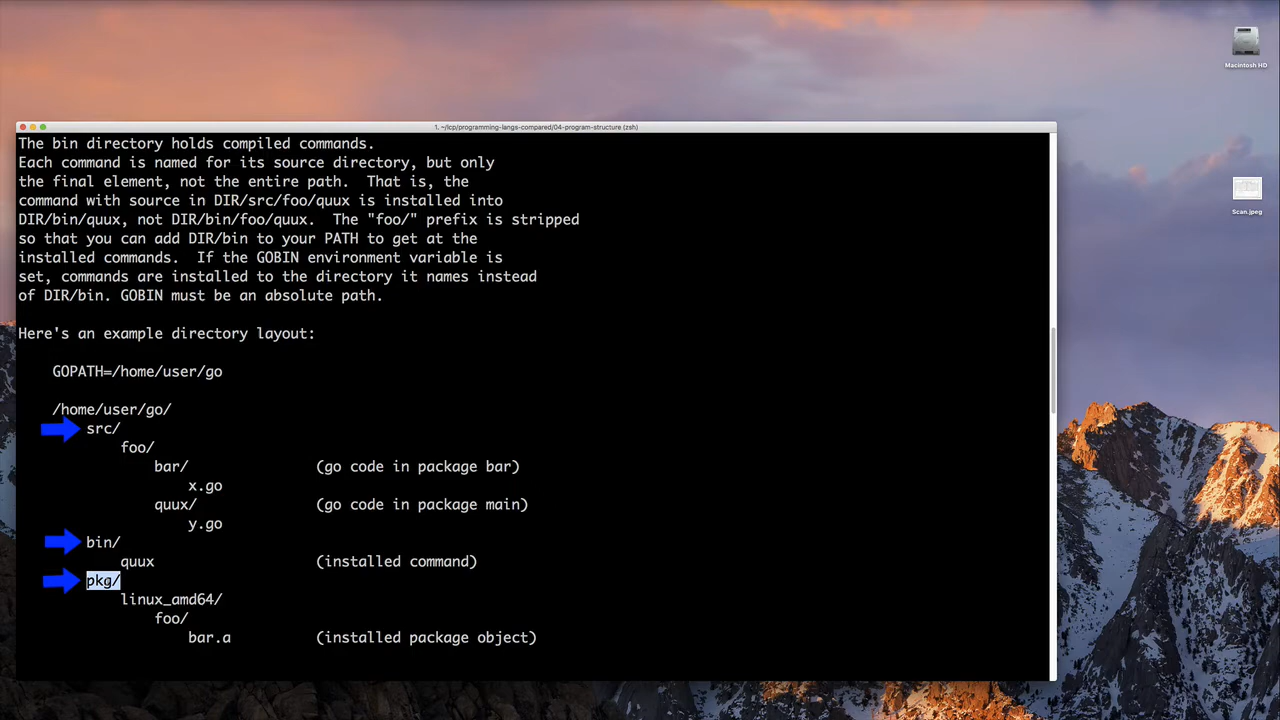 Macintosh HD
Scan.jpeg
1. ~/lcp/programming-langs-compared/04-program-structure (zsh)
The bin directory holds compiled commands.
Each command is named for its source directory, but only
the final element, not the entire path.  That is, the
command with source in DIR/src/foo/quux is installed into
DIR/bin/quux, not DIR/bin/foo/quux.  The "foo/" prefix is stripped
so that you can add DIR/bin to your PATH to get at the
installed commands.  If the GOBIN environment variable is
set, commands are installed to the directory it names instead
of DIR/bin. GOBIN must be an absolute path.
Here's an example directory layout:
GOPATH=/home/user/go
/home/user/go/
src/
foo/
bar/ (go code in package bar)
x.go
quux/ (go code in package main)
y.go
bin/
quux (installed command)
pkg/
linux_amd64/
foo/
bar.a (installed package object)